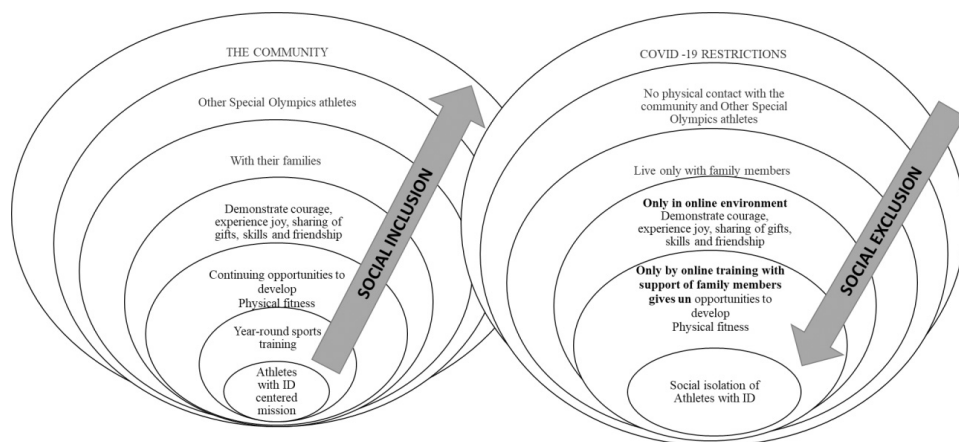 THE COMMUNITY
Other Special Olympics athletes
With their families
Demonstrate courage,
experience joy, sharing of
gifts, skills and friendship
Continuing opportunities to
develop
Physical fitness
Year-round sports
training
Athletes
with ID
centered
mission
SOCIAL INCLUSION
COVID -19 RESTRICTIONS
No physical contact with the
community and Other Special
Olympics athletes
Live only with family members
Only in online environment
Demonstrate courage,
experience joy, sharing of gifts,
skills and friendship
Only by online training with
support of family members
gives un opportunities to
develop
Physical fitness
Social isolation of
Athletes with ID
SOCIAL EXCLUSION